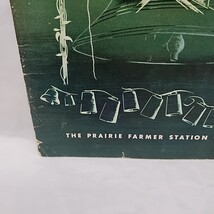 THE PRAIRIE FARMER STATION